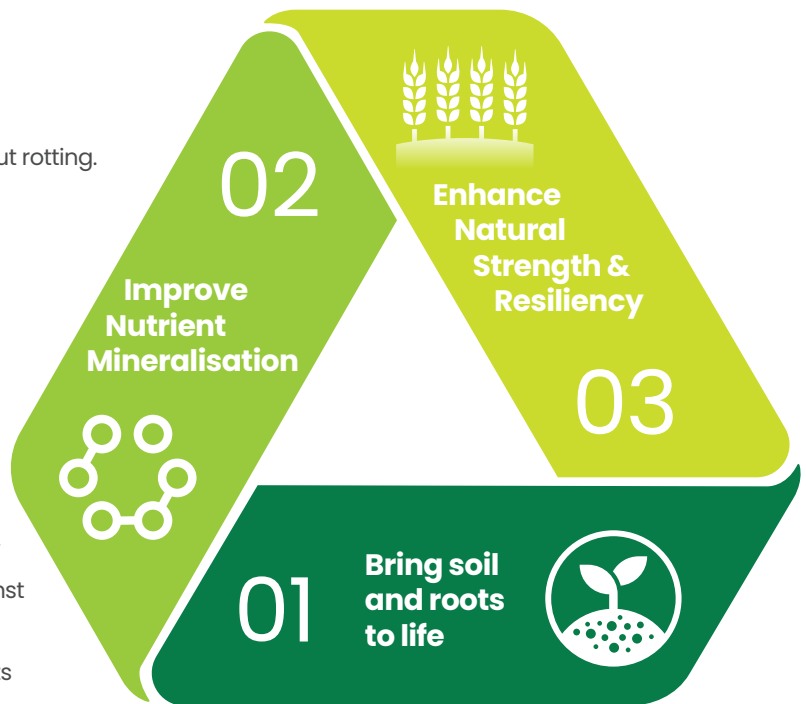 ut rotting.
02
Improve
Nutrient
Mineralisation
Enhance
Natural
Strength &
Resiliency
03
nst
ts
01
Bring soil
and roots
to life